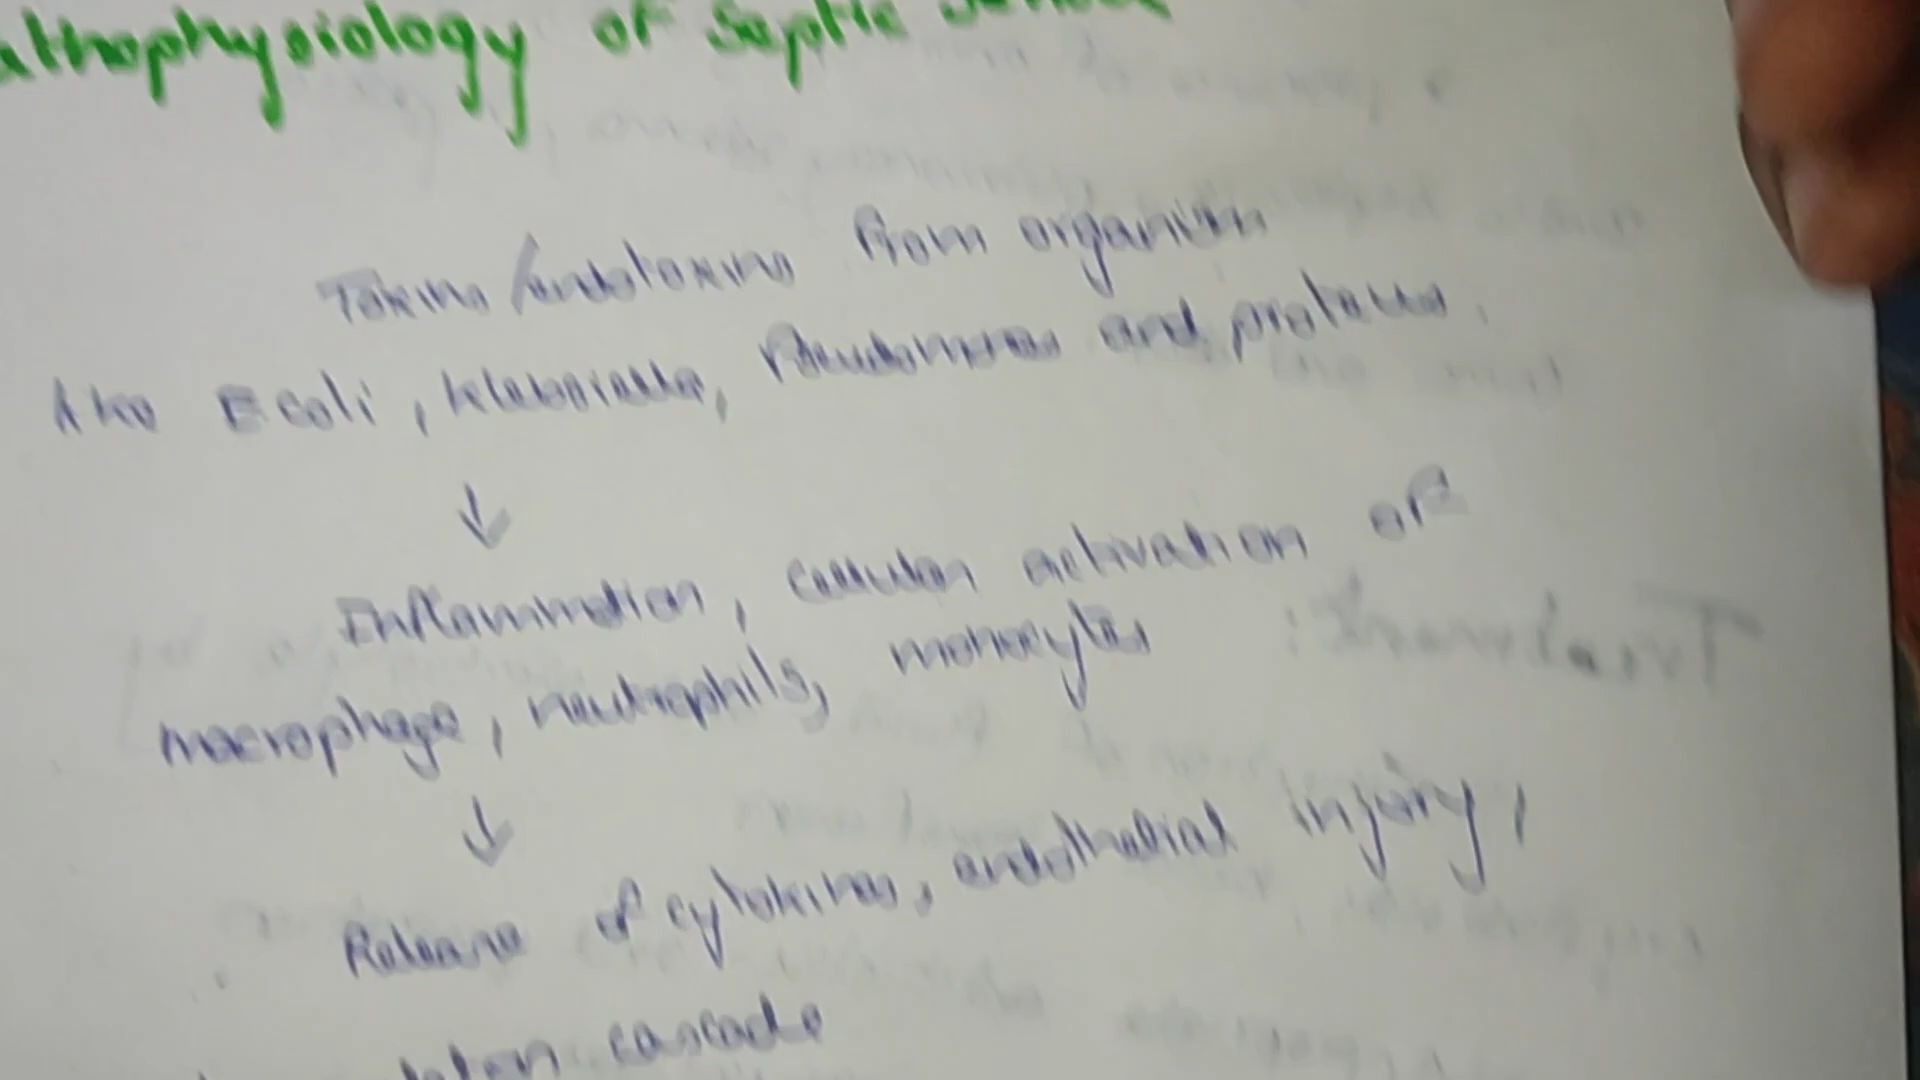 athophysiology of Septic
Toxins/endotoxins from organism
like E coli, klebsiella, Pseudomonas and proteus.
↓
Inflammation, cellular activation of
macrophage, neutrophils, monocytes
↓
Release of cytokines, endothelial injury,
cascade